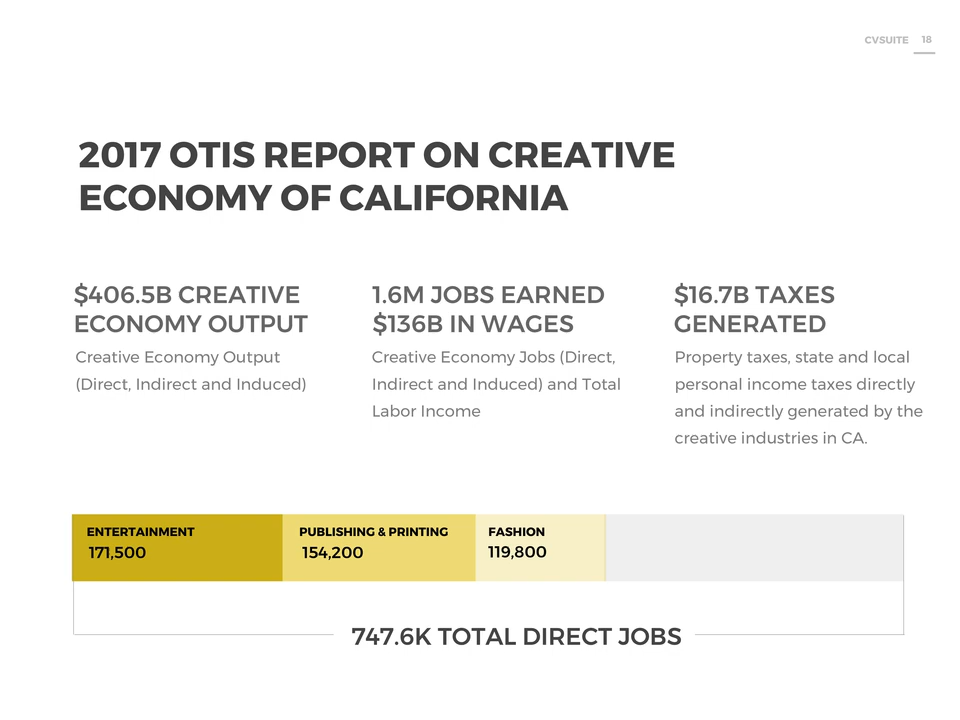 CVSUITE 18
2017 OTIS REPORT ON CREATIVE
ECONOMY OF CALIFORNIA
$406.5B CREATIVE
ECONOMY OUTPUT
Creative Economy Output
(Direct, Indirect and Induced)
1.6M JOBS EARNED
$136B IN WAGES
Creative Economy Jobs (Direct,
Indirect and Induced) and Total
Labor Income
$16.7B TAXES
GENERATED
Property taxes, state and local
personal income taxes directly
and indirectly generated by the
creative industries in CA.
ENTERTAINMENT
171,500
PUBLISHING & PRINTING
154,200
FASHION
119,800
747.6K TOTAL DIRECT JOBS